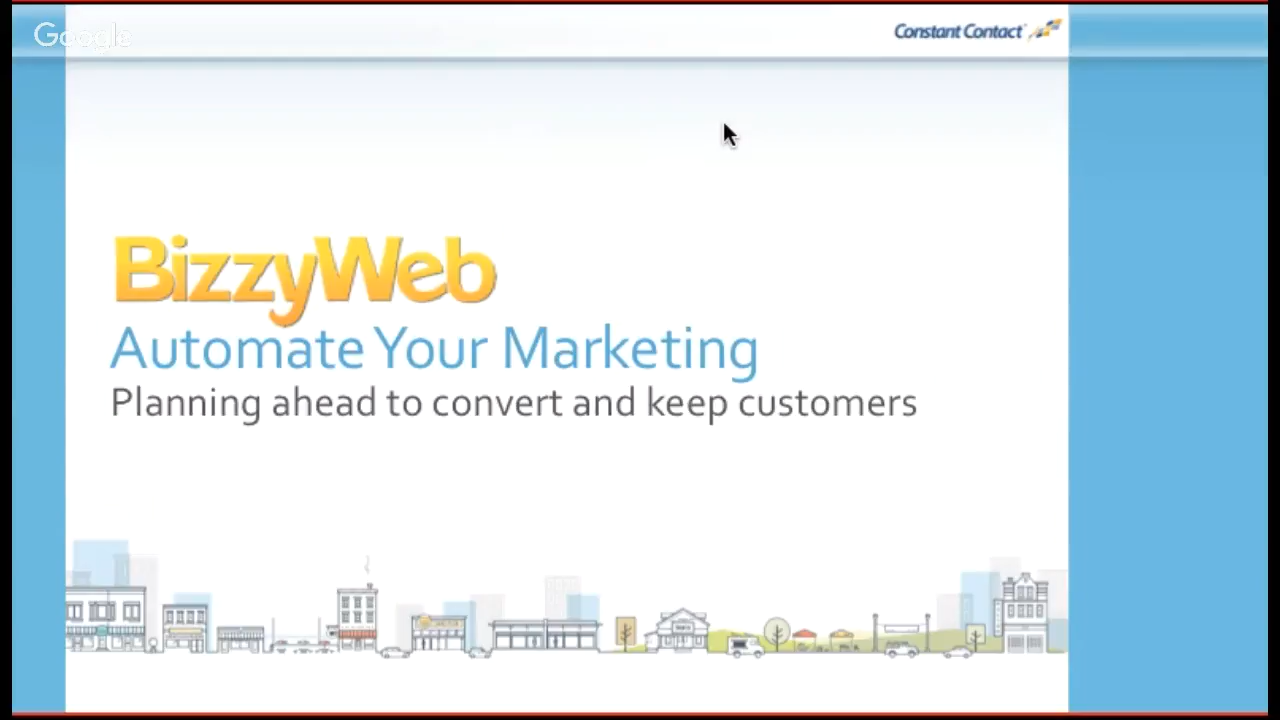 Google
Constant Contact
BizzyWeb
Automate Your Marketing
Planning ahead to convert and keep customers